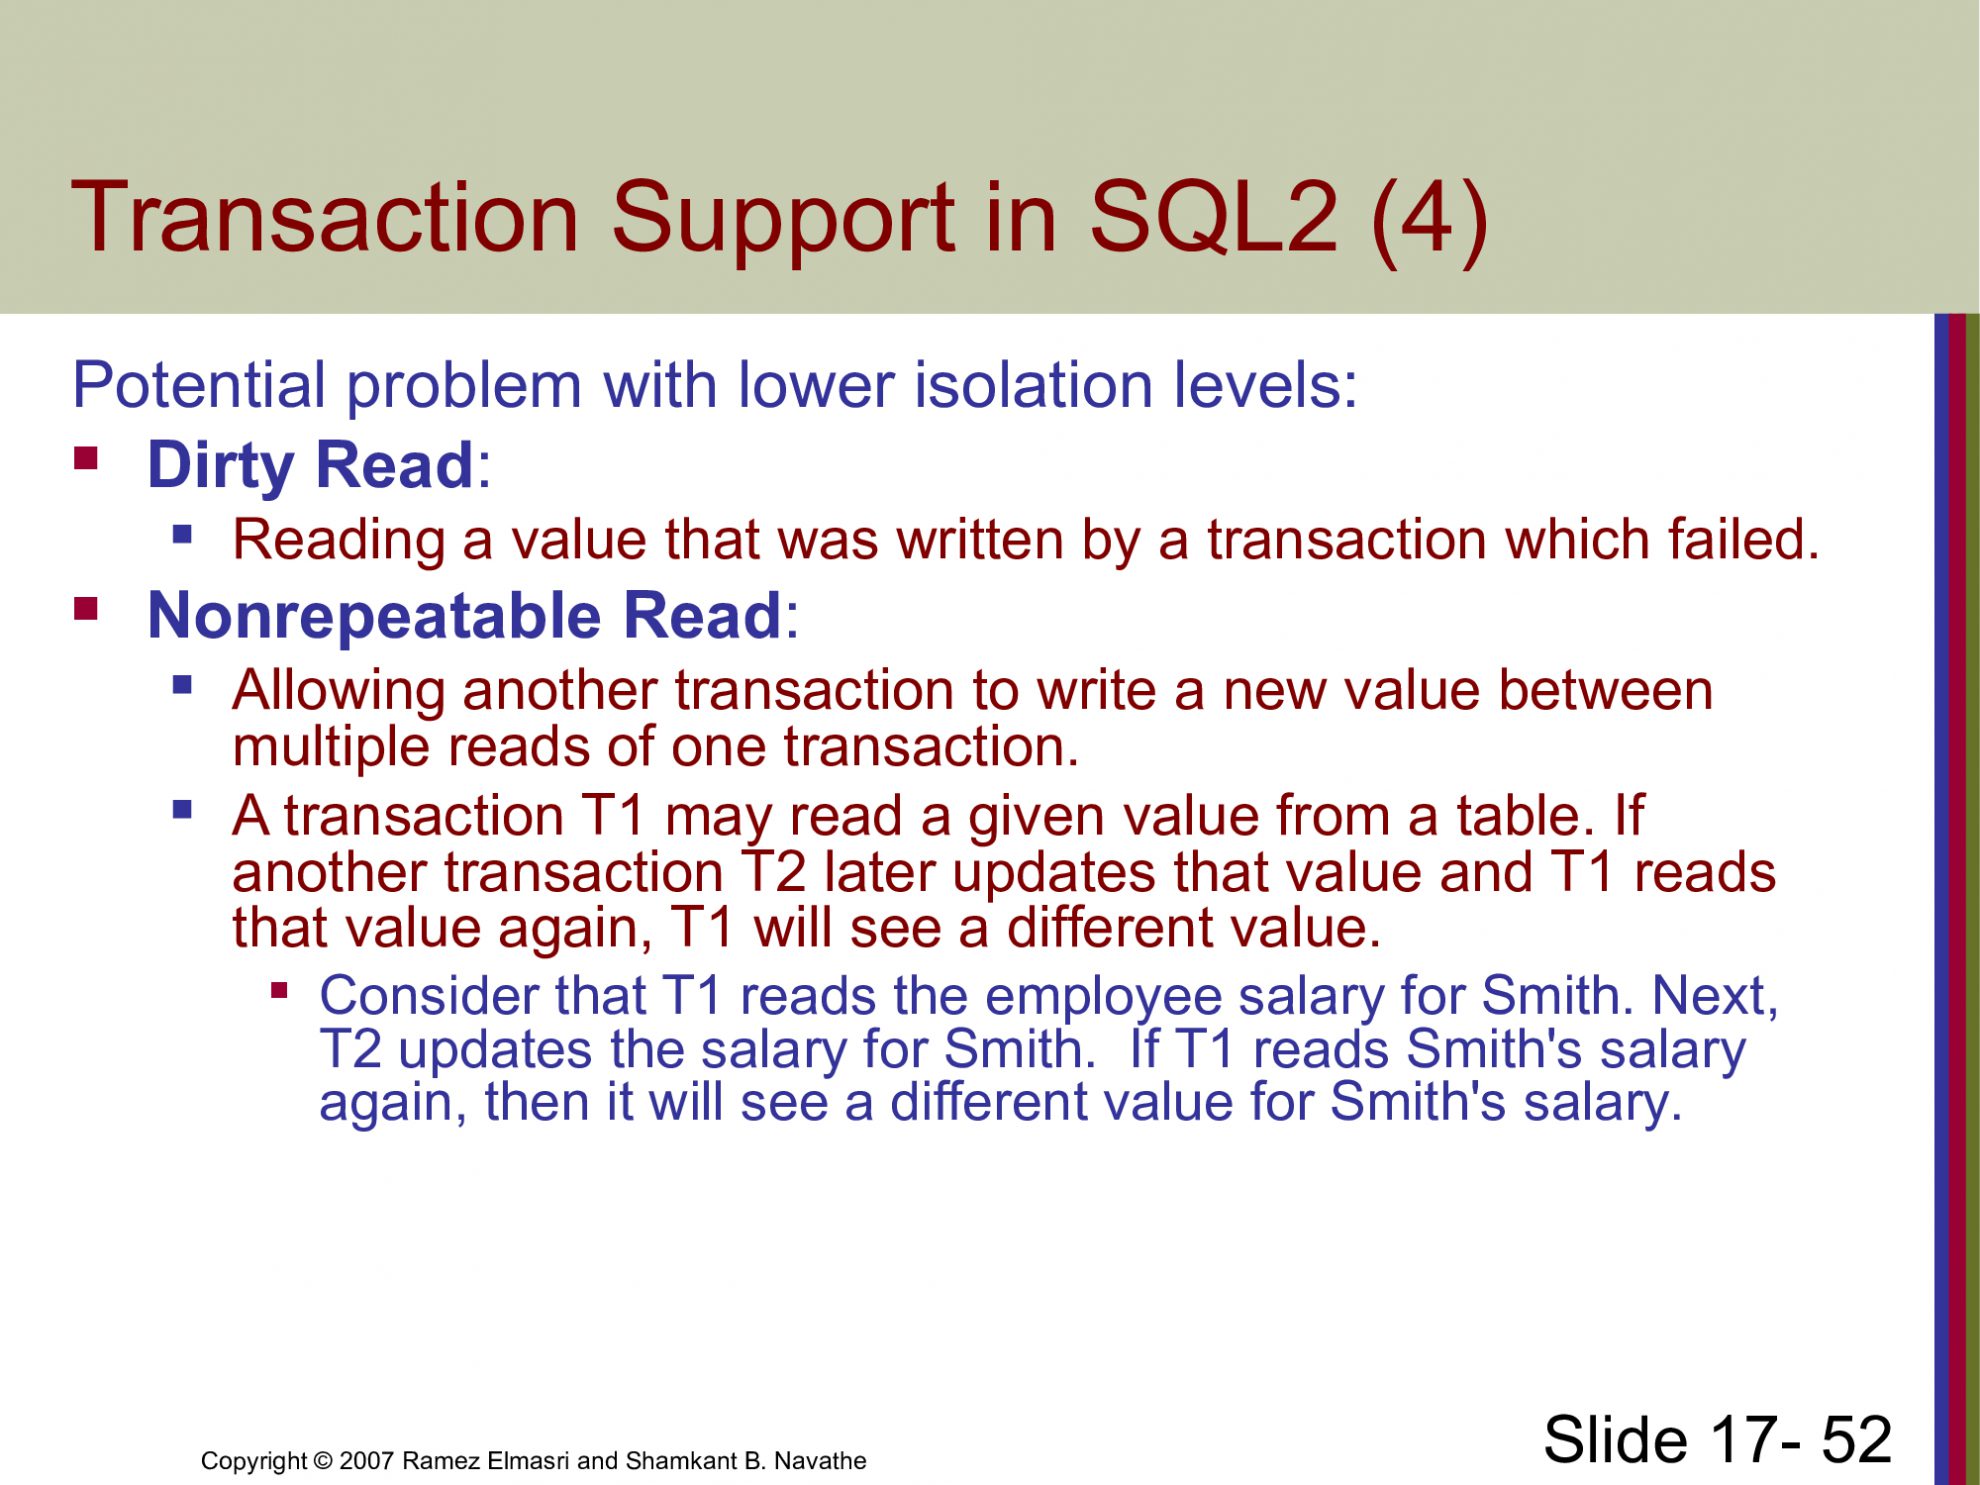 Transaction Support in SQL2 (4)
Potential problem with lower isolation levels:
Dirty Read:
Reading a value that was written by a transaction which failed.
Nonrepeatable Read:
Allowing another transaction to write a new value between
multiple reads of one transaction.
A transaction T1 may read a given value from a table. If
another transaction T2 later updates that value and T1 reads
that value again, T1 will see a different value.
Consider that T1 reads the employee salary for Smith. Next,
T2 updates the salary for Smith.  If T1 reads Smith's salary
again, then it will see a different value for Smith's salary.
Copyright © 2007 Ramez Elmasri and Shamkant B. Navathe
Slide 17- 52